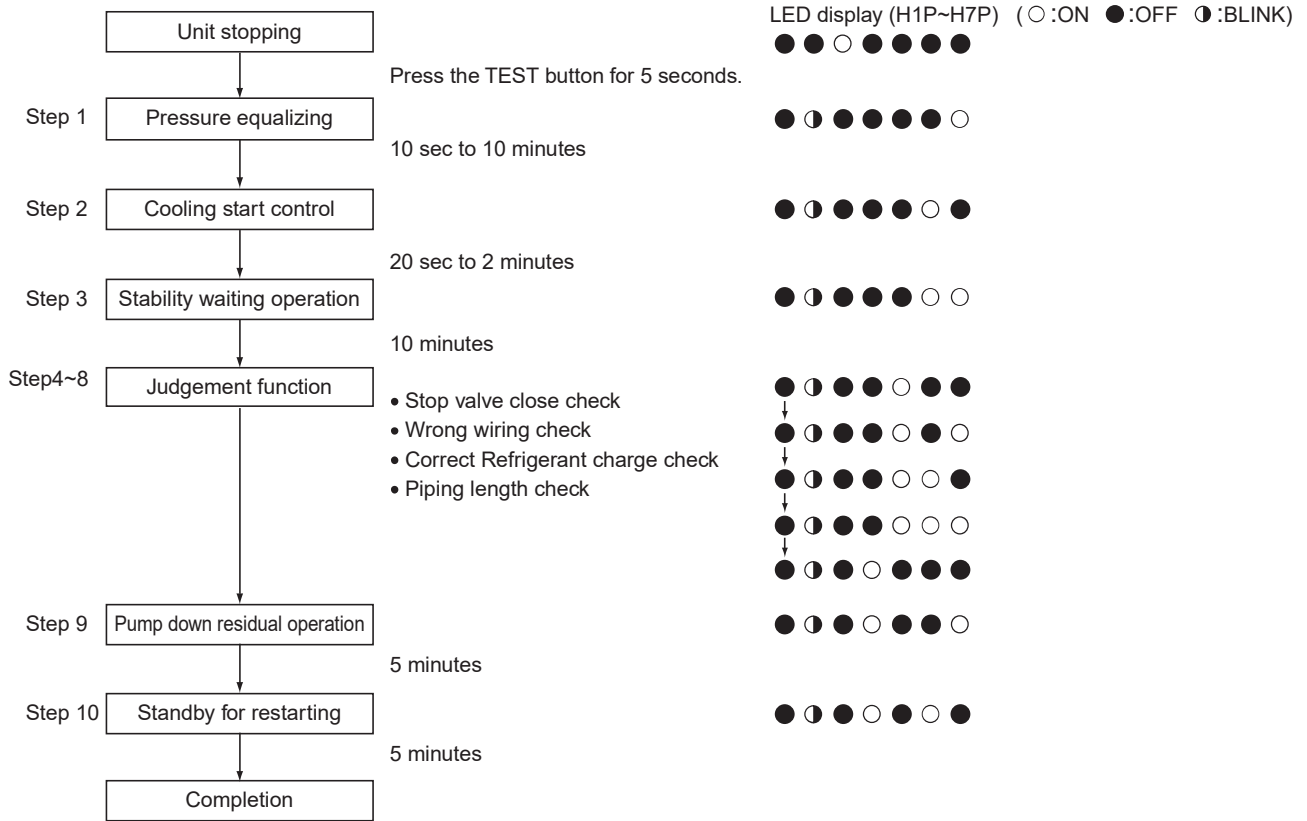 LED display (H1P~H7P) ( ○ :ON ● :OFF ◑ :BLINK)
Unit stopping
Press the TEST button for 5 seconds.
Step 1
Pressure equalizing
10 sec to 10 minutes
Step 2
Cooling start control
20 sec to 2 minutes
Step 3
Stability waiting operation
10 minutes
Step4~8
Judgement function
• Stop valve close check
• Wrong wiring check
• Correct Refrigerant charge check
• Piping length check
Step 9
Pump down residual operation
5 minutes
Step 10
Standby for restarting
5 minutes
Completion